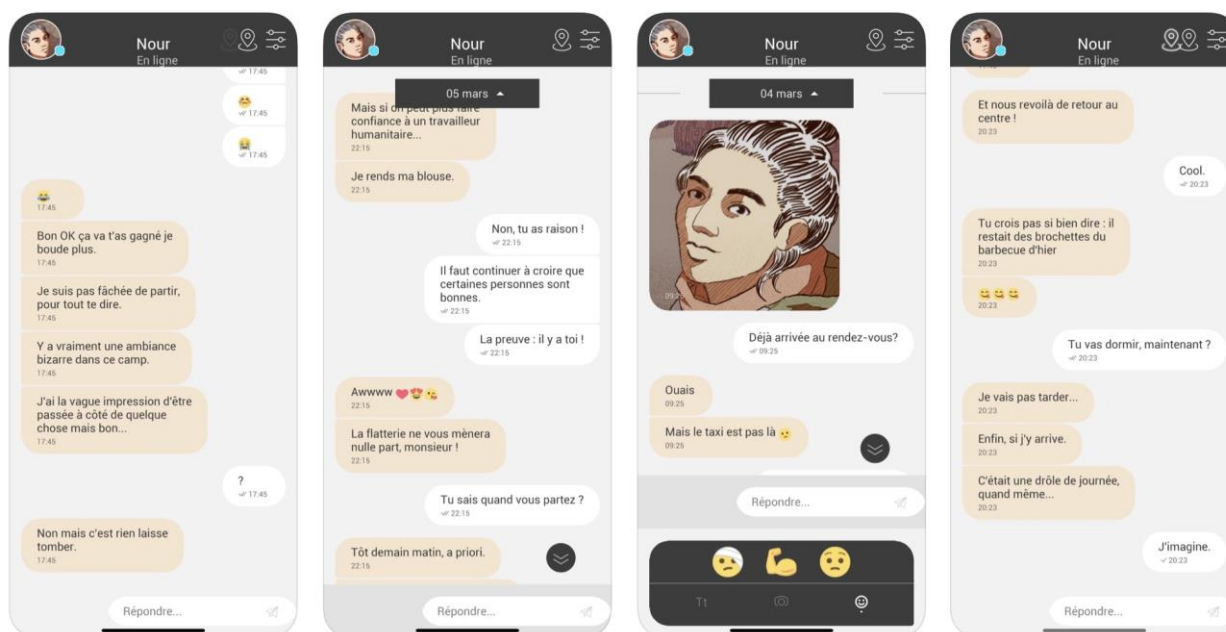 Nour
En ligne
17:45
17:45
17:45
17:45
Bon OK ça va t'as gagné je
boude plus.
17:45
Je suis pas fâchée de partir,
pour tout te dire.
17:45
Y a vraiment une ambiance
bizarre dans ce camp.
17:45
J'ai la vague impression d'être
passée à côté de quelque
chose mais bon...
17:45
?
17:45
Non mais c'est rien laisse
tomber.
17:45
Répondre...
Nour
En ligne
05 mars
Mais si on peut plus faire
confiance à un travailleur
humanitaire...
22:15
Je rends ma blouse.
22:15
Non, tu as raison !
22:15
Il faut continuer à croire que
certaines personnes sont
bonnes.
22:15
La preuve : il y a toi !
22:15
Awwww
22:15
La flatterie ne vous mènera
nulle part, monsieur !
22:15
Tu sais quand vous partez ?
22:15
Tôt demain matin, a priori.
22:15
Répondre...
Nour
En ligne
04 mars
09:25
Déjà arrivée au rendez-vous?
09:25
Ouais
09:25
Mais le taxi est pas là
09:25
Répondre...
Tt
Nour
En ligne
Et nous revoilà de retour au
centre !
20:23
Cool.
20:23
Tu crois pas si bien dire : il
restait des brochettes du
barbecue d'hier
20:23
20:23
Tu vas dormir, maintenant ?
20:23
Je vais pas tarder...
20:23
Enfin, si j'y arrive.
20:23
C'était une drôle de journée,
quand même...
20:23
J'imagine.
20:23
Répondre...